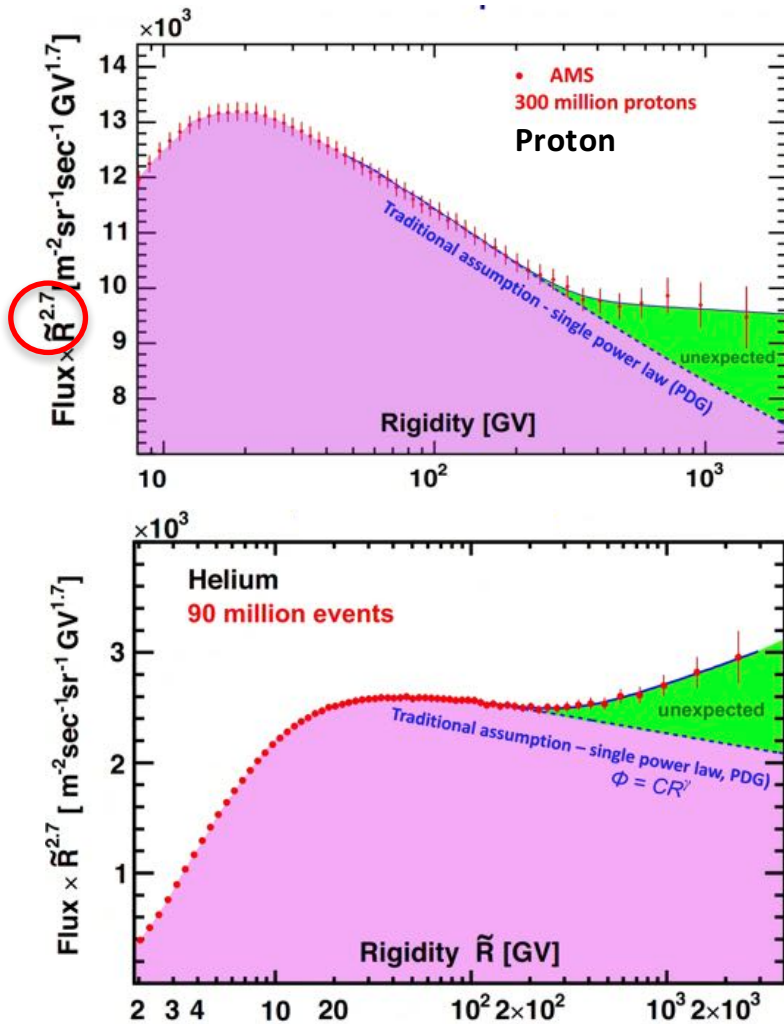 ×10³
14
13
12
11
10
9
8
Flux × R̃^2.7 [m⁻²sr⁻¹sec⁻¹GV^1.7]
• AMS
300 million protons
Proton
Traditional assumption - single power law (PDG)
unexpected
Rigidity [GV]
10 10² 10³
×10³
3
2
1
Flux × R̃^2.7 [ m⁻²sec⁻¹sr⁻¹ GV^1.7]
Helium
90 million events
unexpected
Traditional assumption – single power law, PDG)
Φ = CR^γ
Rigidity R̃ [GV]
2 3 4 10 20 10² 2×10² 10³ 2×10³